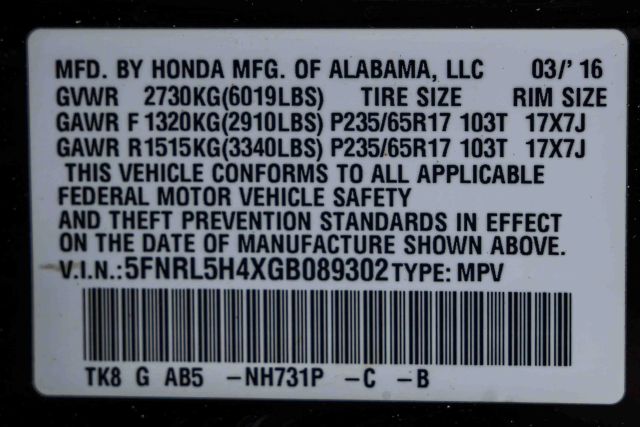 MFD. BY HONDA MFG. OF ALABAMA, LLC 03/' 16
GVWR 2730KG(6019LBS) TIRE SIZE RIM SIZE
GAWR F 1320KG(2910LBS) P235/65R17 103T 17X7J
GAWR R1515KG(3340LBS) P235/65R17 103T 17X7J
THIS VEHICLE CONFORMS TO ALL APPLICABLE
FEDERAL MOTOR VEHICLE SAFETY
AND THEFT PREVENTION STANDARDS IN EFFECT
ON THE DATE OF MANUFACTURE SHOWN ABOVE.
V.I.N.:5FNRL5H4XGB089302 TYPE: MPV
TK8 G AB5 -NH731P -C -B